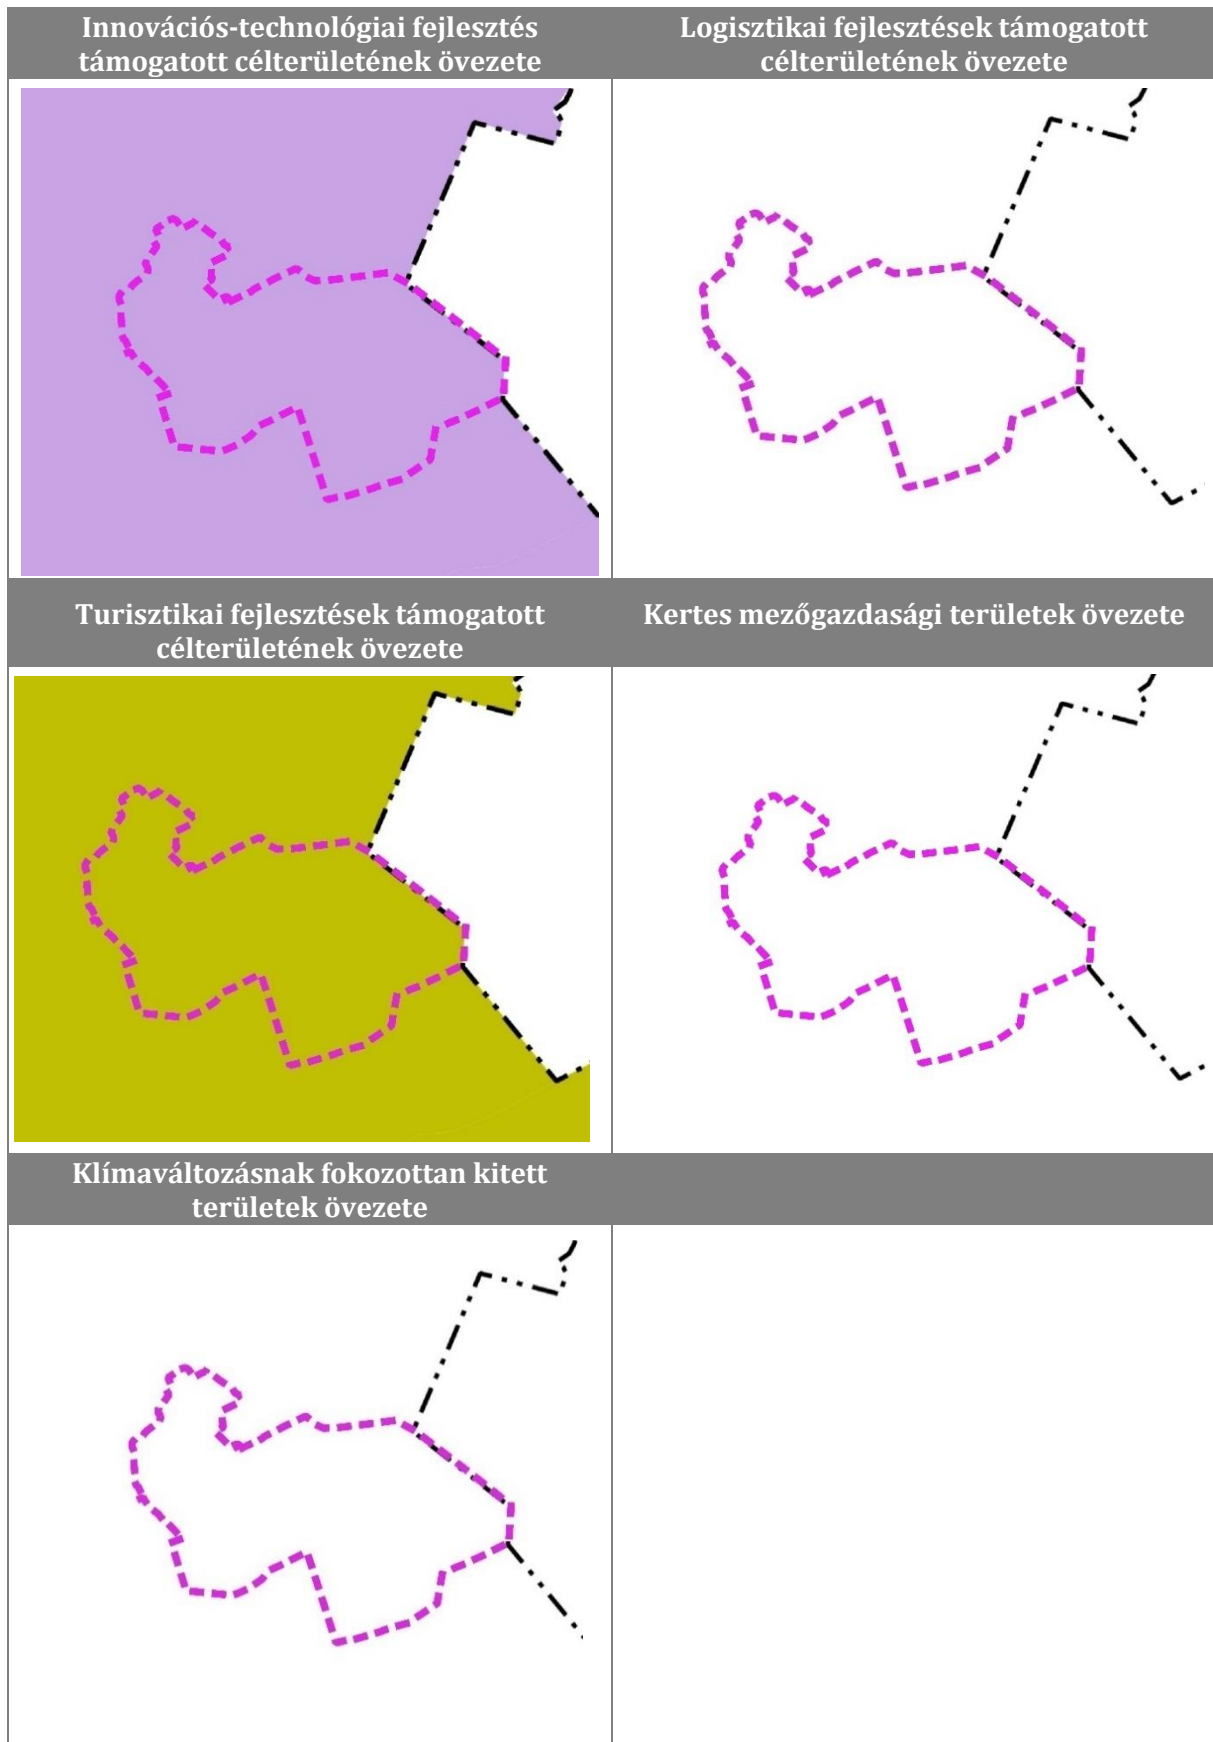 Innovációs-technológiai fejlesztés
támogatott célterületének övezete
Logisztikai fejlesztések támogatott
célterületének övezete
Turisztikai fejlesztések támogatott
célterületének övezete
Kertes mezőgazdasági területek övezete
Klímaváltozásnak fokozottan kitett
területek övezete